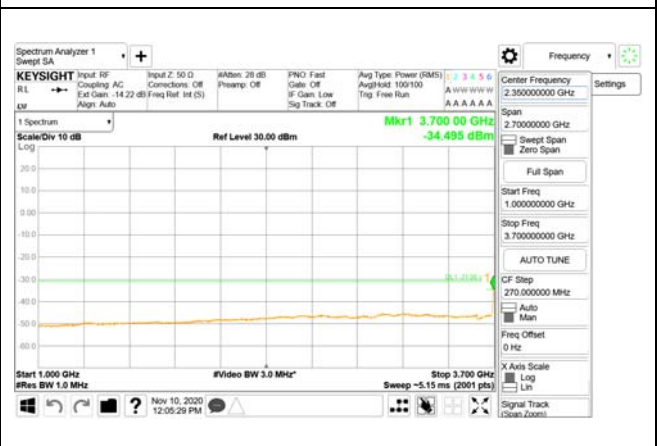 Spectrum Analyzer 1
Swept SA
+
Frequency
Settings
KEYSIGHT
RL
Input: RF
Coupling: AC
Ext Gain: -14.22 dB
Align: Auto
Input Z: 50 Ω
Corrections: Off
Freq Ref: Int (S)
#Atten: 28 dB
Preamp: Off
PNO: Fast
Gate: Off
IF Gain: Low
Sig Track: Off
Avg Type: Power (RMS)
Avg|Hold: 100/100
Trig: Free Run
1 2 3 4 5 6
A W W W W W
A A A A A A
1 Spectrum
Scale/Div 10 dB
Ref Level 30.00 dBm
Mkr1 3.700 00 GHz
-34.495 dBm
Log
20.0
10.0
0.00
-10.0
-20.0
-30.0
-40.0
-50.0
-60.0
1
Start 1.000 GHz
#Video BW 3.0 MHz*
Stop 3.700 GHz
#Res BW 1.0 MHz
Sweep ~5.15 ms (2001 pts)
Nov 10, 2020
12:05:29 PM
Center Frequency
2.350000000 GHz
Span
2.70000000 GHz
Swept Span
Zero Span
Full Span
Start Freq
1.000000000 GHz
Stop Freq
3.700000000 GHz
AUTO TUNE
CF Step
270.000000 MHz
Auto
Man
Freq Offset
0 Hz
X Axis Scale
Log
Lin
Signal Track
(Span Zoom)